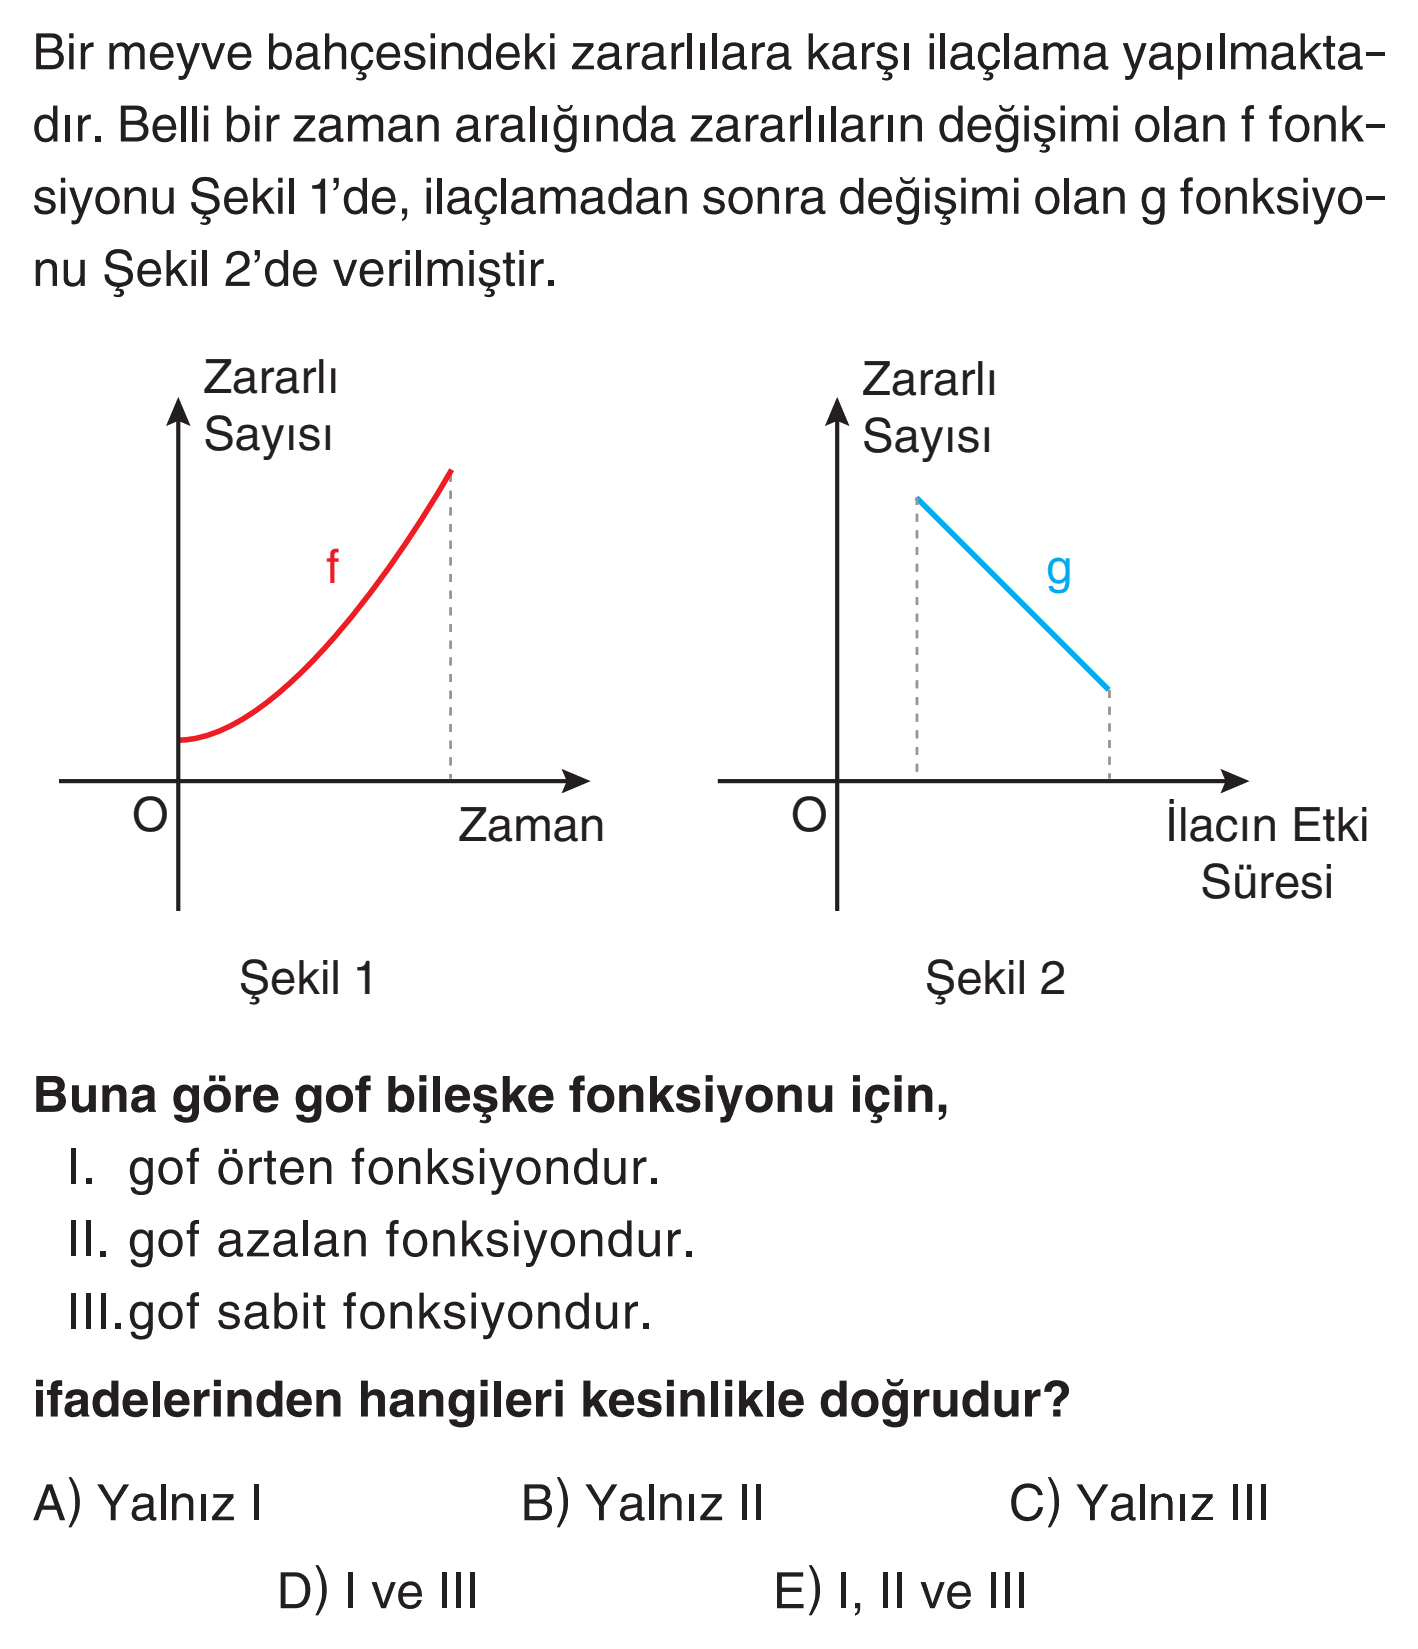 Bir meyve bahçesindeki zararlılara karşı ilaçlama yapılmakta-
dır. Belli bir zaman aralığında zararlıların değişimi olan f fonk-
siyonu Şekil 1'de, ilaçlamadan sonra değişimi olan g fonksiyo-
nu Şekil 2'de verilmiştir.
Zararlı
Sayısı
f
O
Zaman
Şekil 1
Zararlı
Sayısı
g
O
İlacın Etki
Süresi
Şekil 2
Buna göre gof bileşke fonksiyonu için,
I. gof örten fonksiyondur.
II. gof azalan fonksiyondur.
III. gof sabit fonksiyondur.
ifadelerinden hangileri kesinlikle doğrudur?
A) Yalnız I B) Yalnız II C) Yalnız III
D) I ve III E) I, II ve III